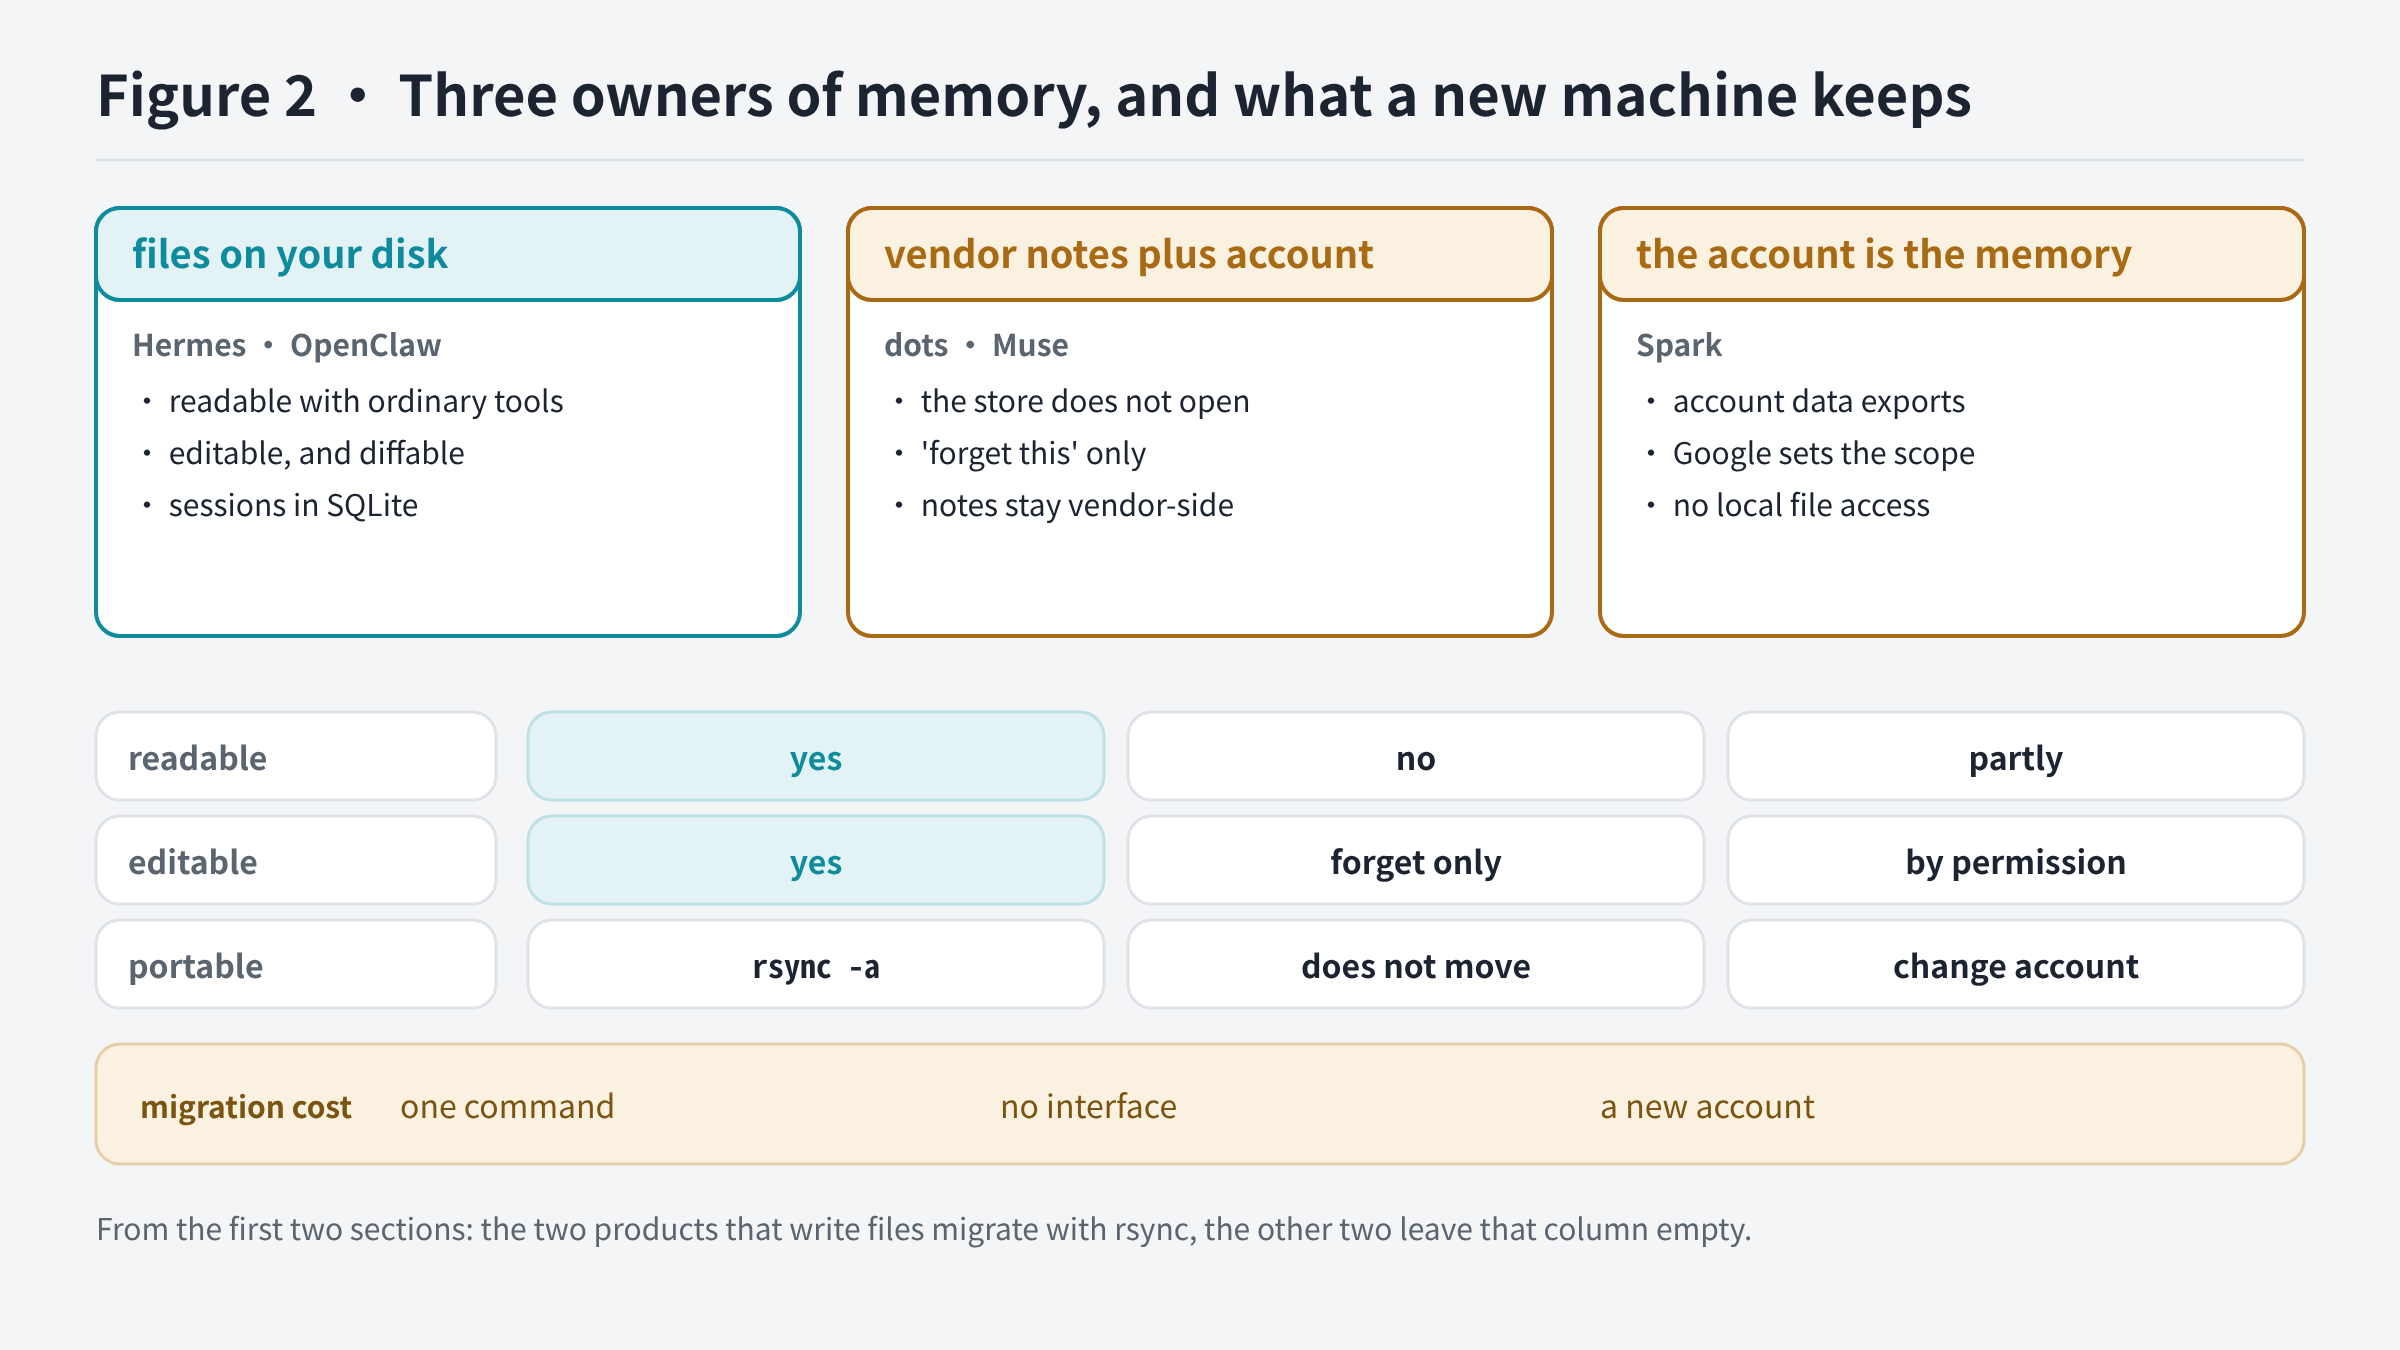 Figure 2 • Three owners of memory, and what a new machine keeps
files on your disk
Hermes • OpenClaw
• readable with ordinary tools
• editable, and diffable
• sessions in SQLite
vendor notes plus account
dots • Muse
• the store does not open
• 'forget this' only
• notes stay vendor-side
the account is the memory
Spark
• account data exports
• Google sets the scope
• no local file access
readable yes no partly
editable yes forget only by permission
portable rsync -a does not move change account
migration cost one command no interface a new account
From the first two sections: the two products that write files migrate with rsync, the other two leave that column empty.